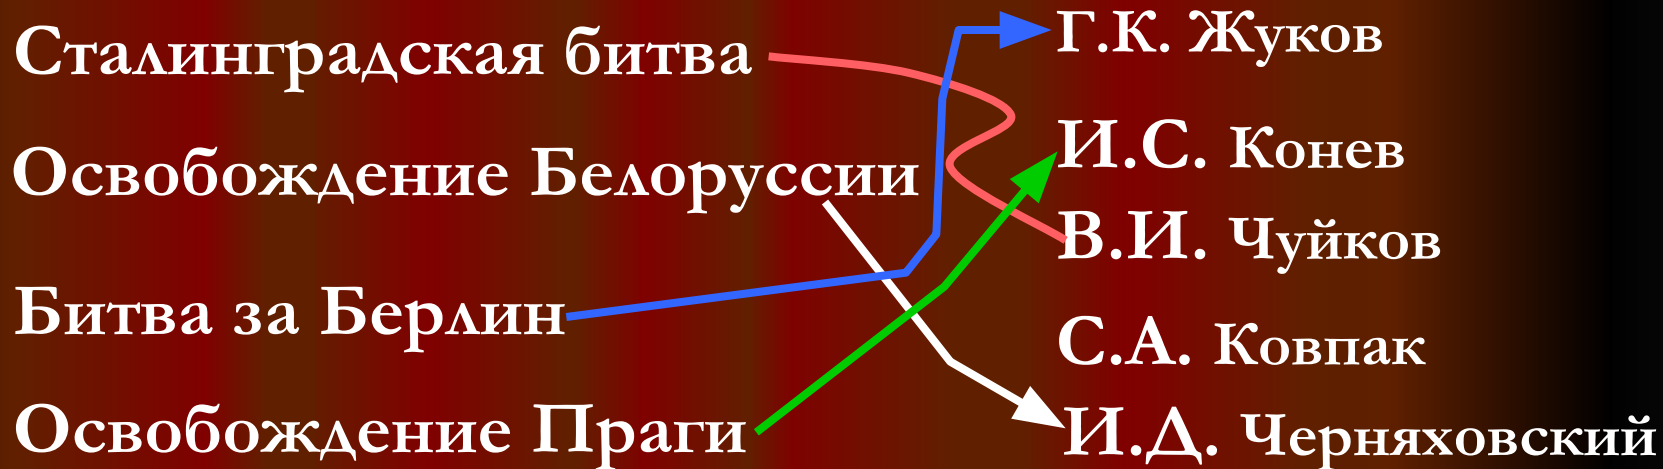 Сталинградская битва
Освобождение Белоруссии
Битва за Берлин
Освобождение Праги
Г.К. Жуков
И.С. Конев
В.И. Чуйков
С.А. Ковпак
И.Д. Черняховский